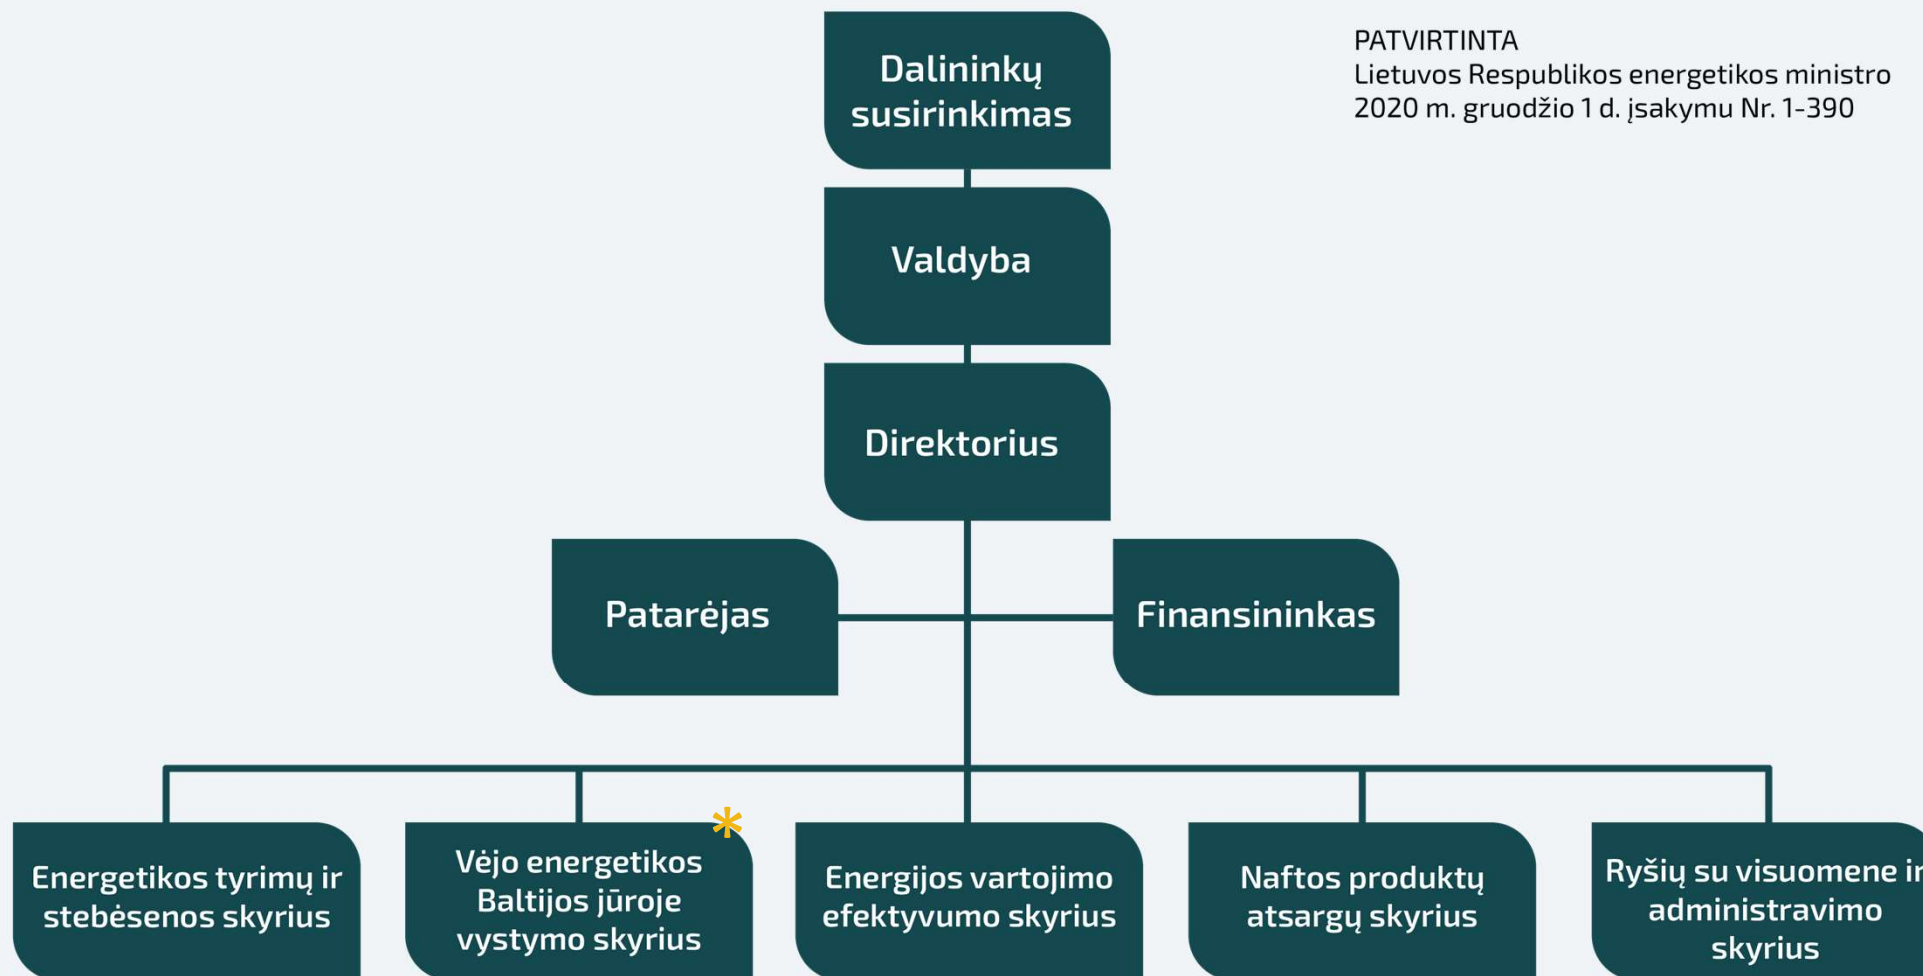 Dalininkų
susirinkimas
PATVIRTINTA
Lietuvos Respublikos energetikos ministro
2020 m. gruodžio 1 d. įsakymu Nr. 1-390
Valdyba
Direktorius
Patarėjas
Finansininkas
Energetikos tyrimų ir
stebėsenos skyrius
*
Vėjo energetikos
Baltijos jūroje
vystymo skyrius
Energijos vartojimo
efektyvumo skyrius
Naftos produktų
atsargų skyrius
Ryšių su visuomene ir
administravimo
skyrius